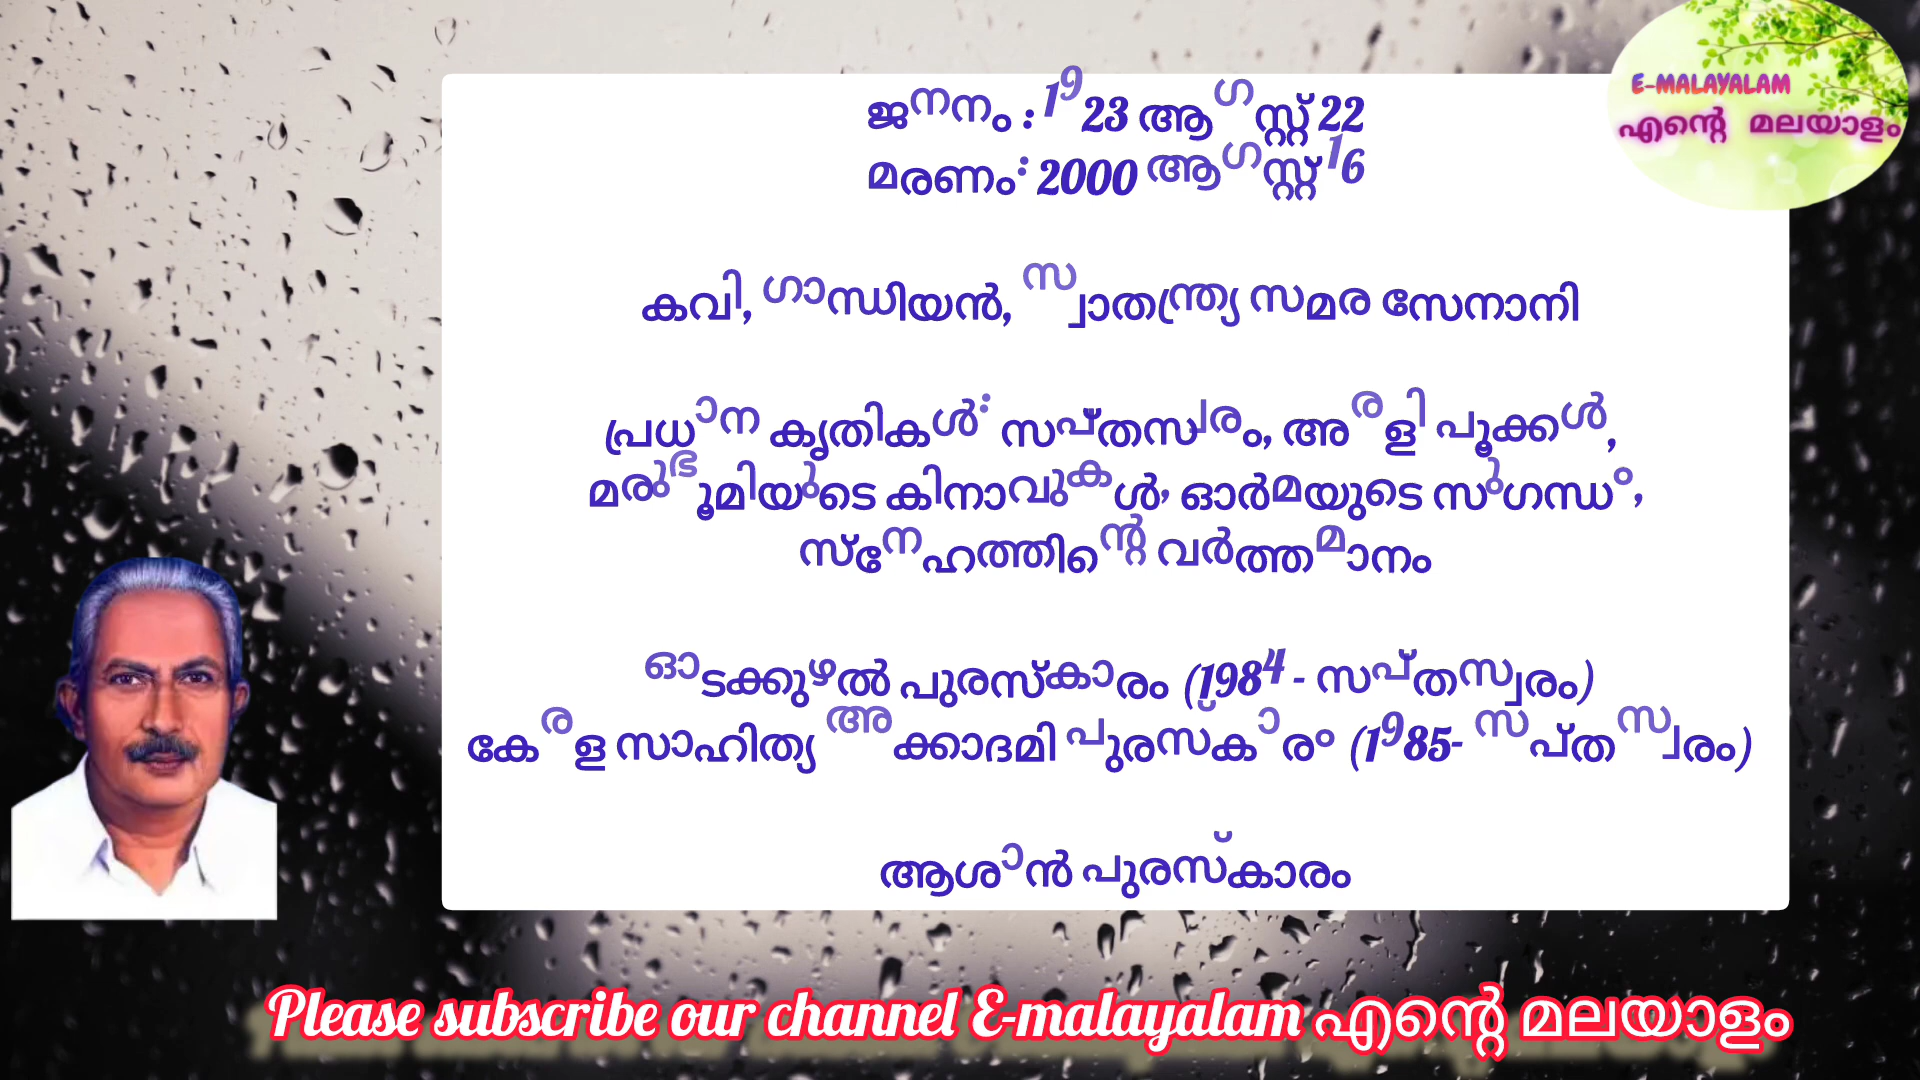 E-MALAYALAM
എന്റെ മലയാളം
ജനനം : 1923 ആഗസ്റ്റ് 22
മരണം: 2000 ആഗസ്റ്റ് 16
കവി, ഗാന്ധിയൻ, സ്വാതന്ത്ര്യ സമര സേനാനി
പ്രധാന കൃതികൾ: സപ്തസ്വരം, അരളി പൂക്കൾ,
മരുഭൂമിയുടെ കിനാവുകൾ, ഓർമയുടെ സുഗന്ധം,
സ്നേഹത്തിന്റെ വർത്തമാനം
ഓടക്കുഴൽ പുരസ്കാരം (1984 - സപ്തസ്വരം)
കേരള സാഹിത്യ അക്കാദമി പുരസ്കാരം (1985- സപ്തസ്വരം)
ആശാൻ പുരസ്കാരം
Please subscribe our channel E-malayalam എന്റെ മലയാളം